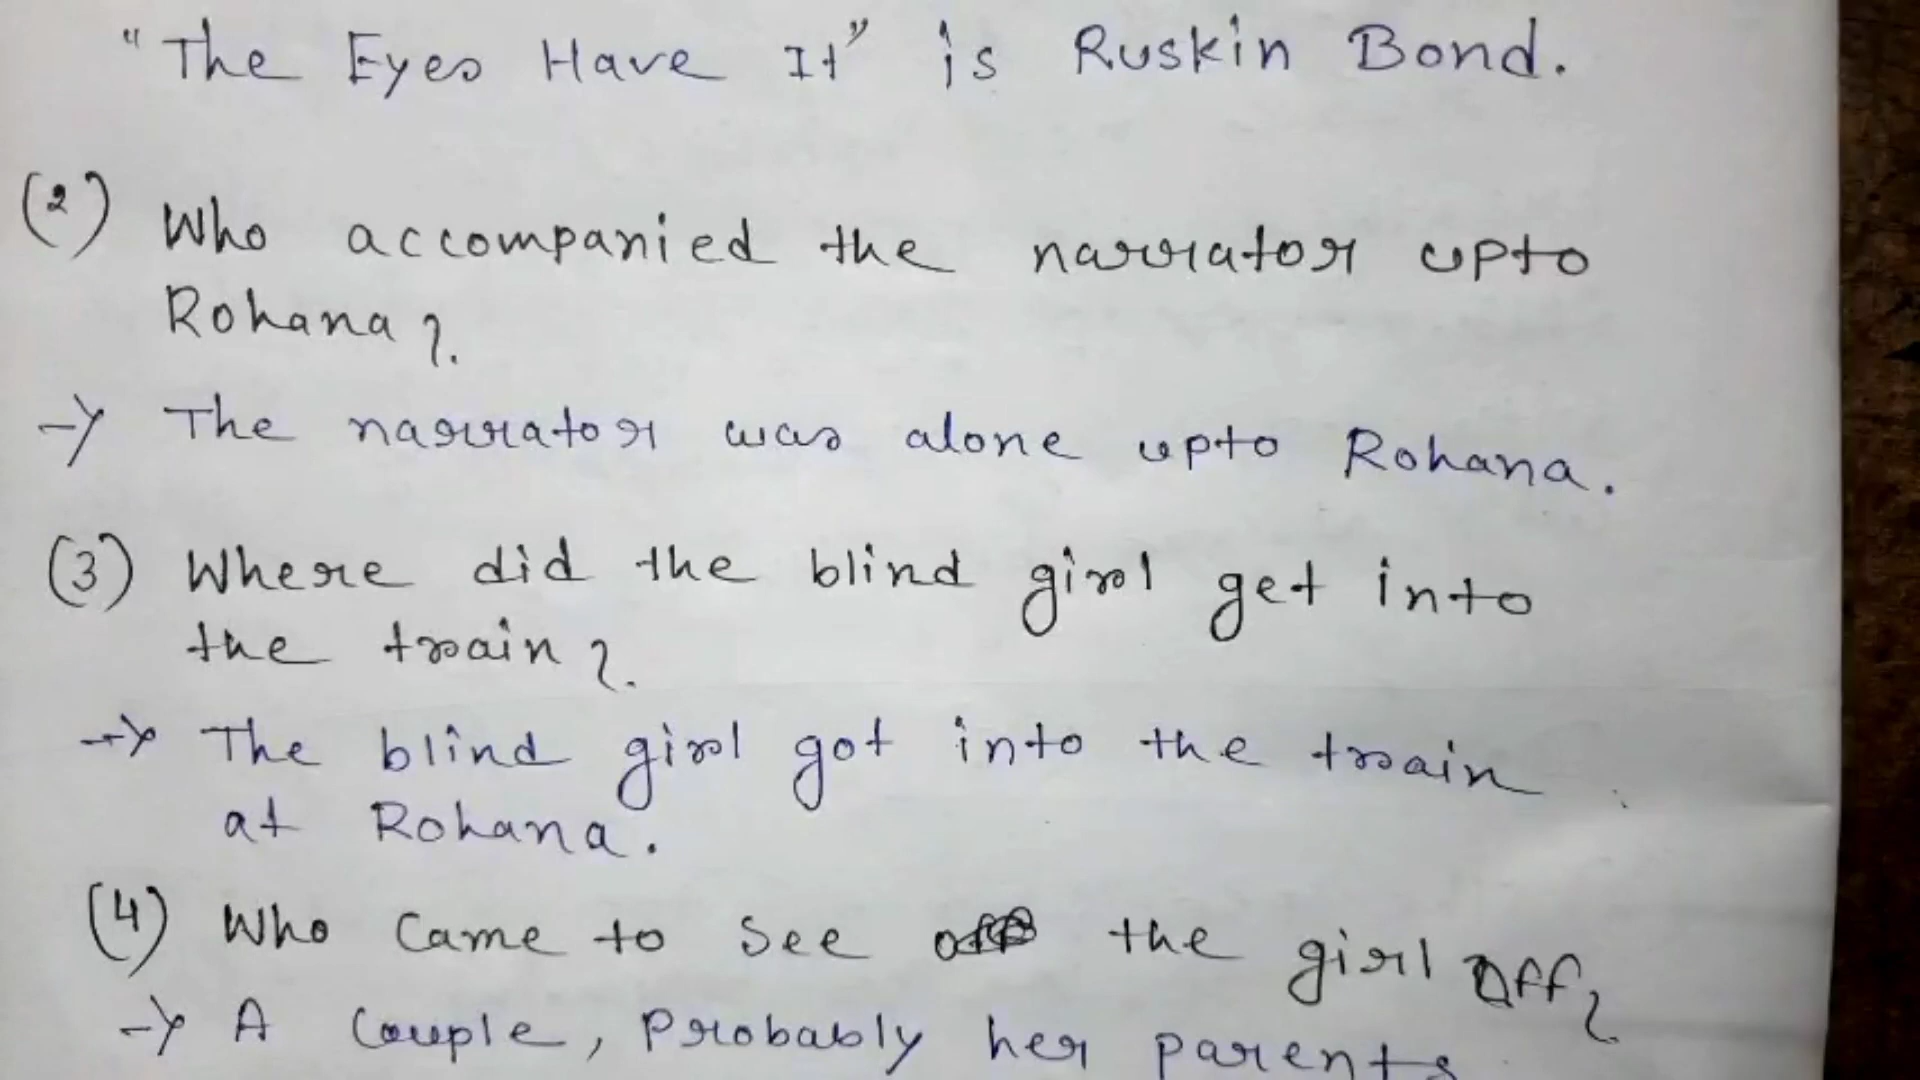 "The Eyes Have It" is Ruskin Bond.
(2) Who accompanied the narrator upto
Rohana?.
→ The narrator was alone upto Rohana.
(3) Where did the blind girl get into
the train?.
→ The blind girl got into the train
at Rohana.
(4) Who came to see the girl off?
→ A couple, Probably her parents